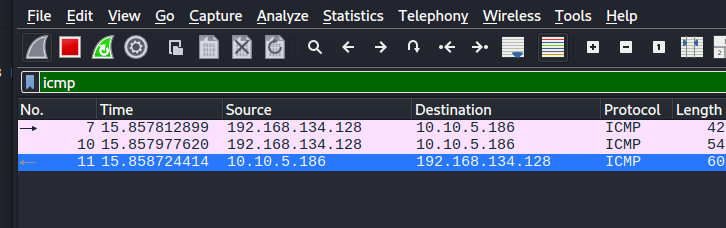 File Edit View Go Capture Analyze Statistics Telephony Wireless Tools Help
icmp
No. Time Source Destination Protocol Length
7 15.857812899 192.168.134.128 10.10.5.186 ICMP 42
10 15.857977620 192.168.134.128 10.10.5.186 ICMP 54
11 15.858724414 10.10.5.186 192.168.134.128 ICMP 60